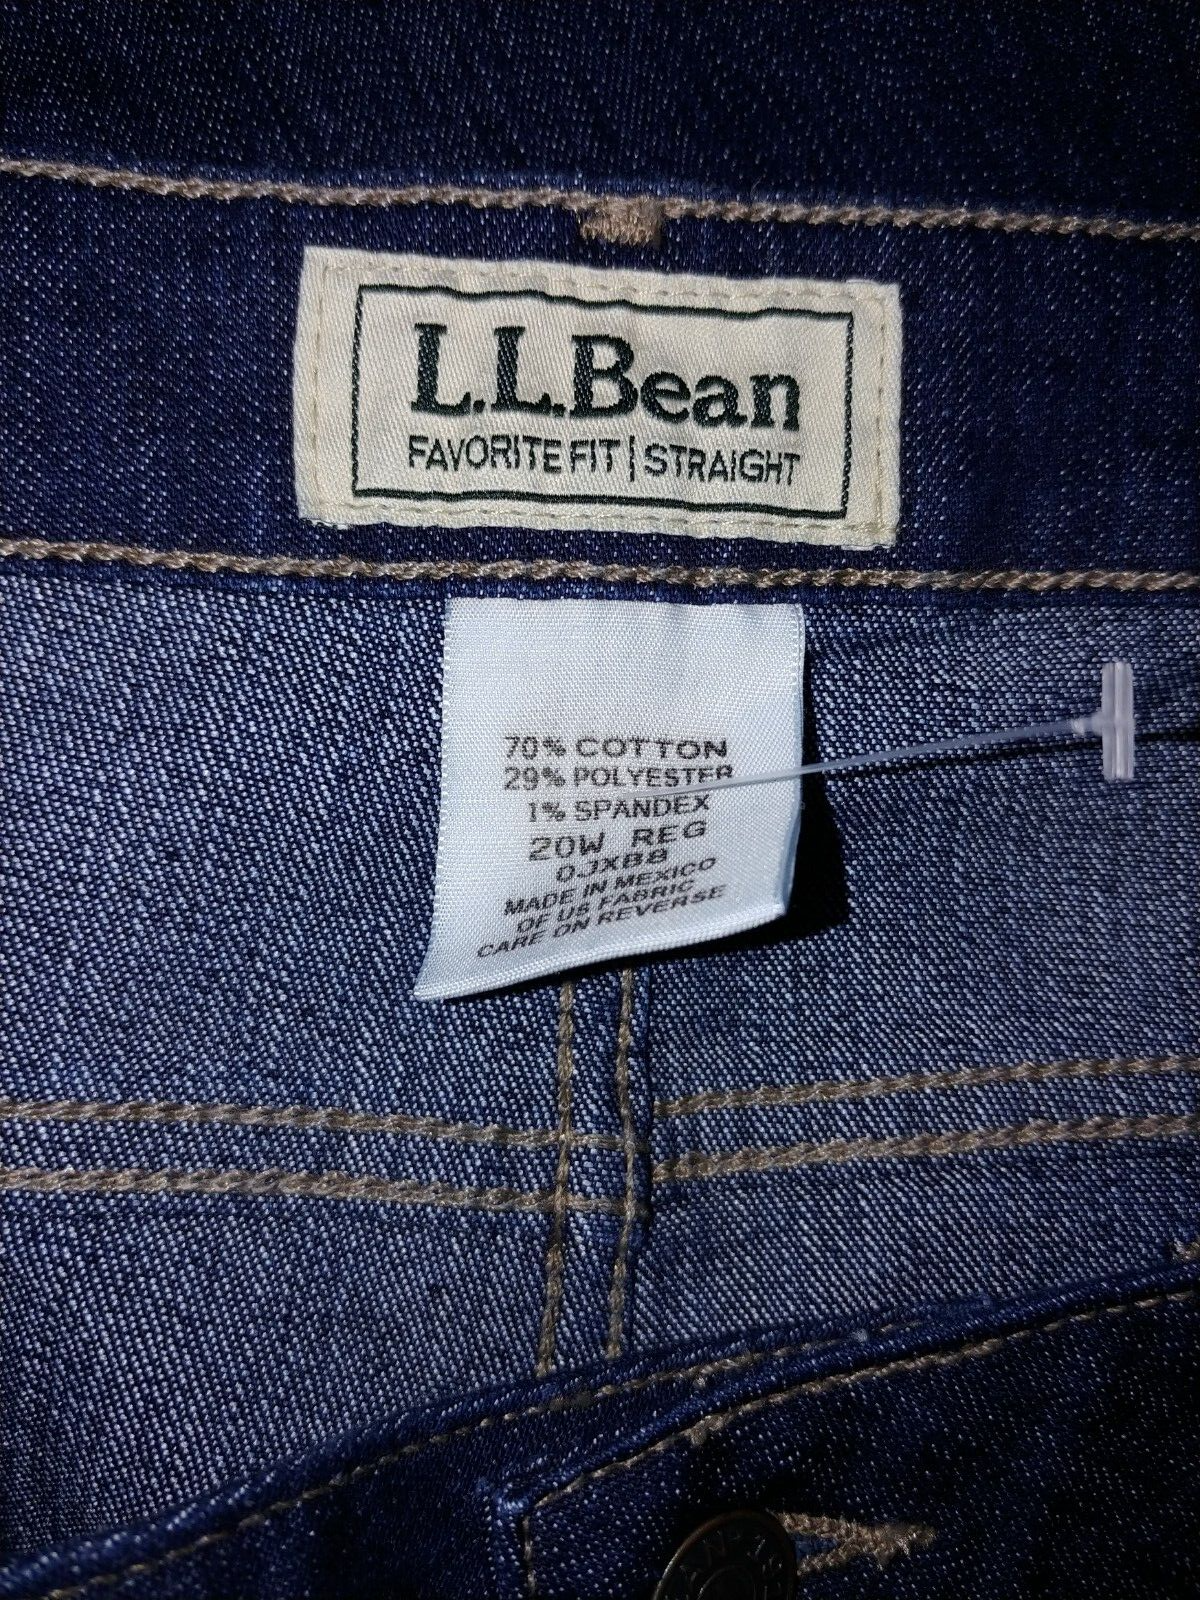 L.L.Bean
FAVORITE FIT | STRAIGHT
70% COTTON
29% POLYESTER
1% SPANDEX
20W REG
0JXB8
MADE IN MEXICO
OF US FABRIC
CARE ON REVERSE